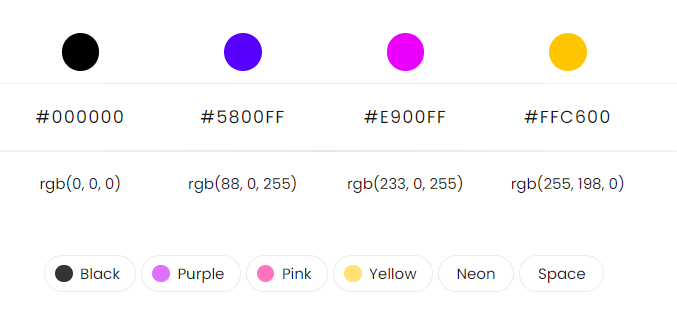 #000000 #5800FF #E900FF #FFC600
rgb(0, 0, 0) rgb(88, 0, 255) rgb(233, 0, 255) rgb(255, 198, 0)
Black Purple Pink Yellow Neon Space